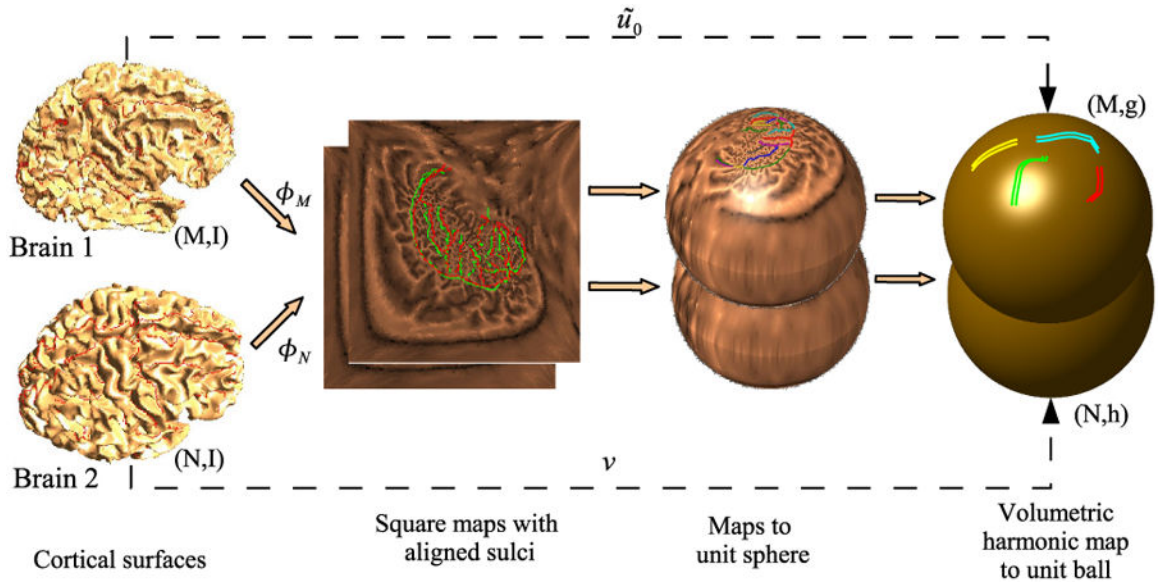 ũ₀
(M,g)
ϕ_M
Brain 1
(M,I)
ϕ_N
Brain 2
(N,I)
(N,h)
v
Cortical surfaces
Square maps with
aligned sulci
Maps to
unit sphere
Volumetric
harmonic map
to unit ball